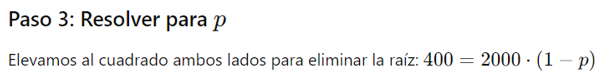 Paso 3: Resolver para p
Elevamos al cuadrado ambos lados para eliminar la raíz: 400 = 2000 · (1 − p)